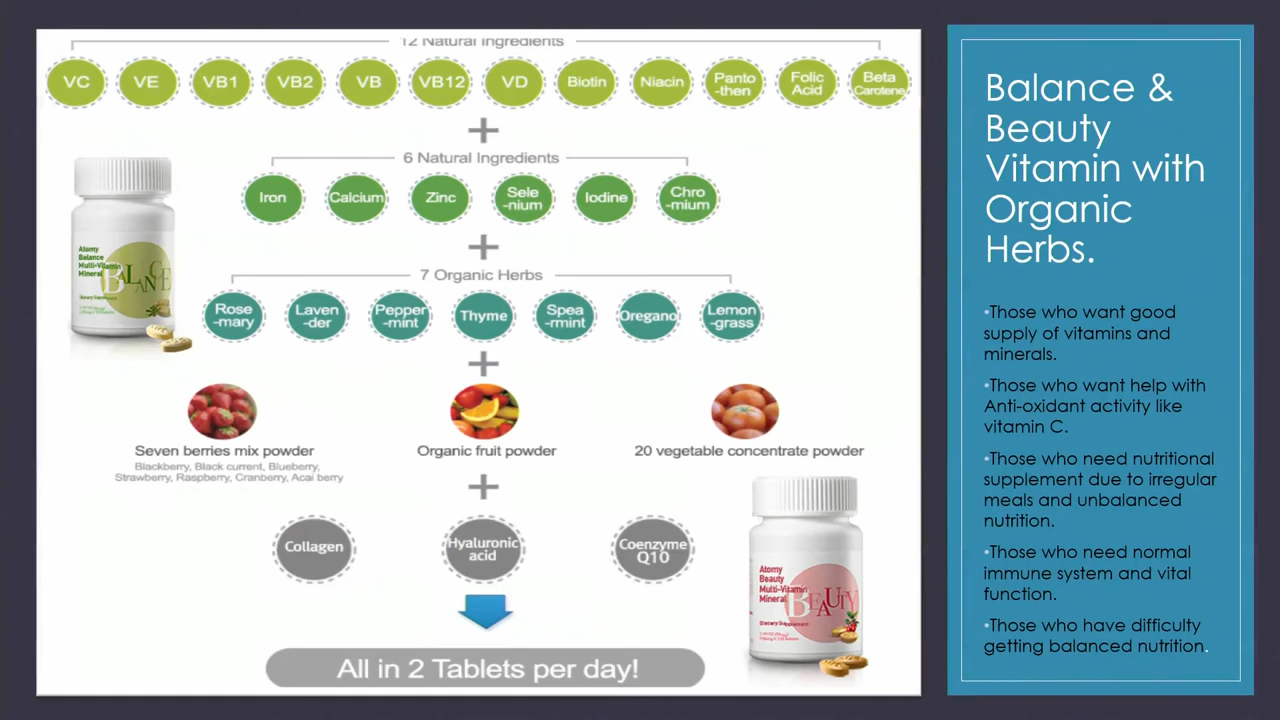 12 Natural Ingredients
VC VE VB1 VB2 VB VB12 VD Biotin Niacin Panto -then Folic Acid Beta Carotene
+
6 Natural Ingredients
Iron Calcium Zinc Sele -nium Iodine Chro -mium
+
7 Organic Herbs
Rose -mary Laven -der Pepper -mint Thyme Spea -mint Oregano Lemon -grass
+
Atomy
Balance
Multi-Vitamin
Mineral
BALANCE
Dietary Supplement
Seven berries mix powder
Blackberry, Black current, Blueberry,
Strawberry, Raspberry, Cranberry, Acai berry
Organic fruit powder
20 vegetable concentrate powder
+
Collagen
Hyaluronic
acid
Coenzyme
Q10
Atomy
Beauty
Multi-Vitamin
Mineral
BEAUTY
Dietary Supplement
All in 2 Tablets per day!
Balance &
Beauty
Vitamin with
Organic
Herbs.
•Those who want good
supply of vitamins and
minerals.
•Those who want help with
Anti-oxidant activity like
vitamin C.
•Those who need nutritional
supplement due to irregular
meals and unbalanced
nutrition.
•Those who need normal
immune system and vital
function.
•Those who have difficulty
getting balanced nutrition.